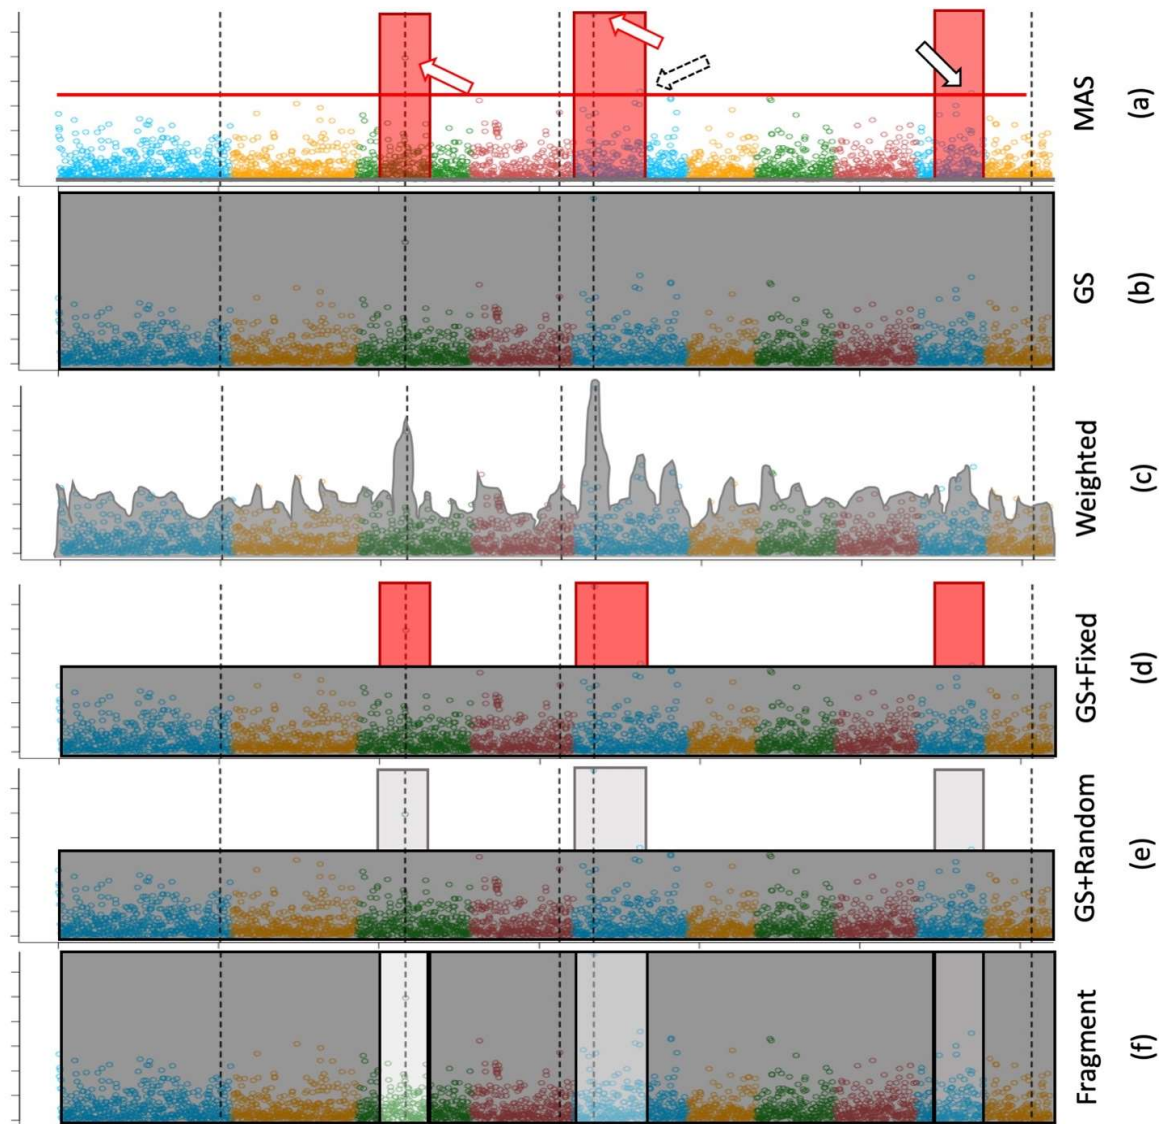 MAS
(a)
GS
(b)
Weighted
(c)
GS+Fixed
(d)
GS+Random
(e)
Fragment
(f)